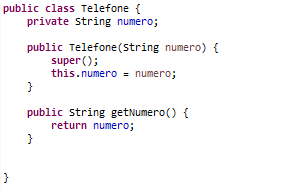 public class Telefone {
private String numero;
public Telefone(String numero) {
super();
this.numero = numero;
}
public String getNumero() {
return numero;
}
}